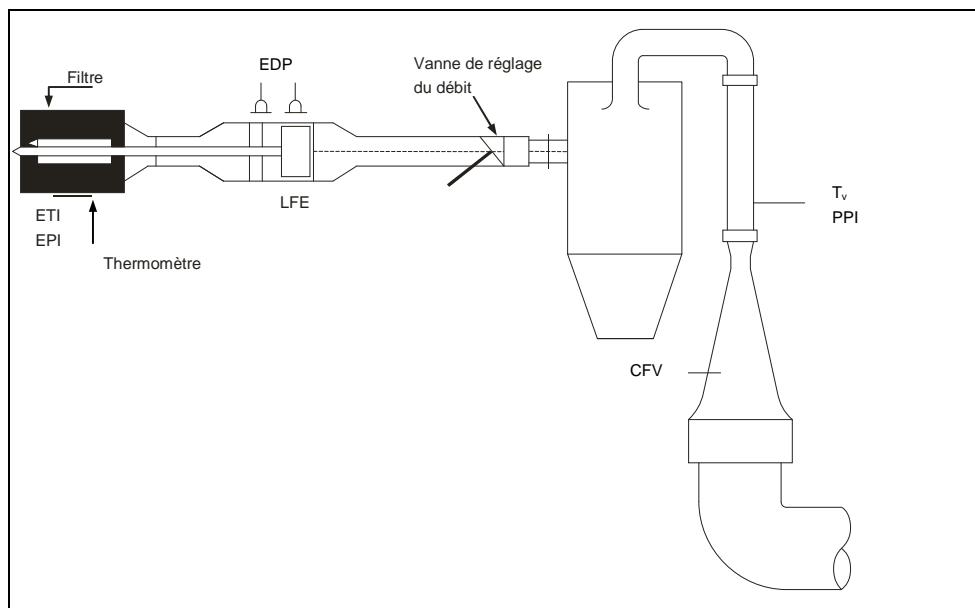 Filtre
EDP
Vanne de réglage
du débit
LFE
ETI
EPI
Thermomètre
Tv
PPI
CFV